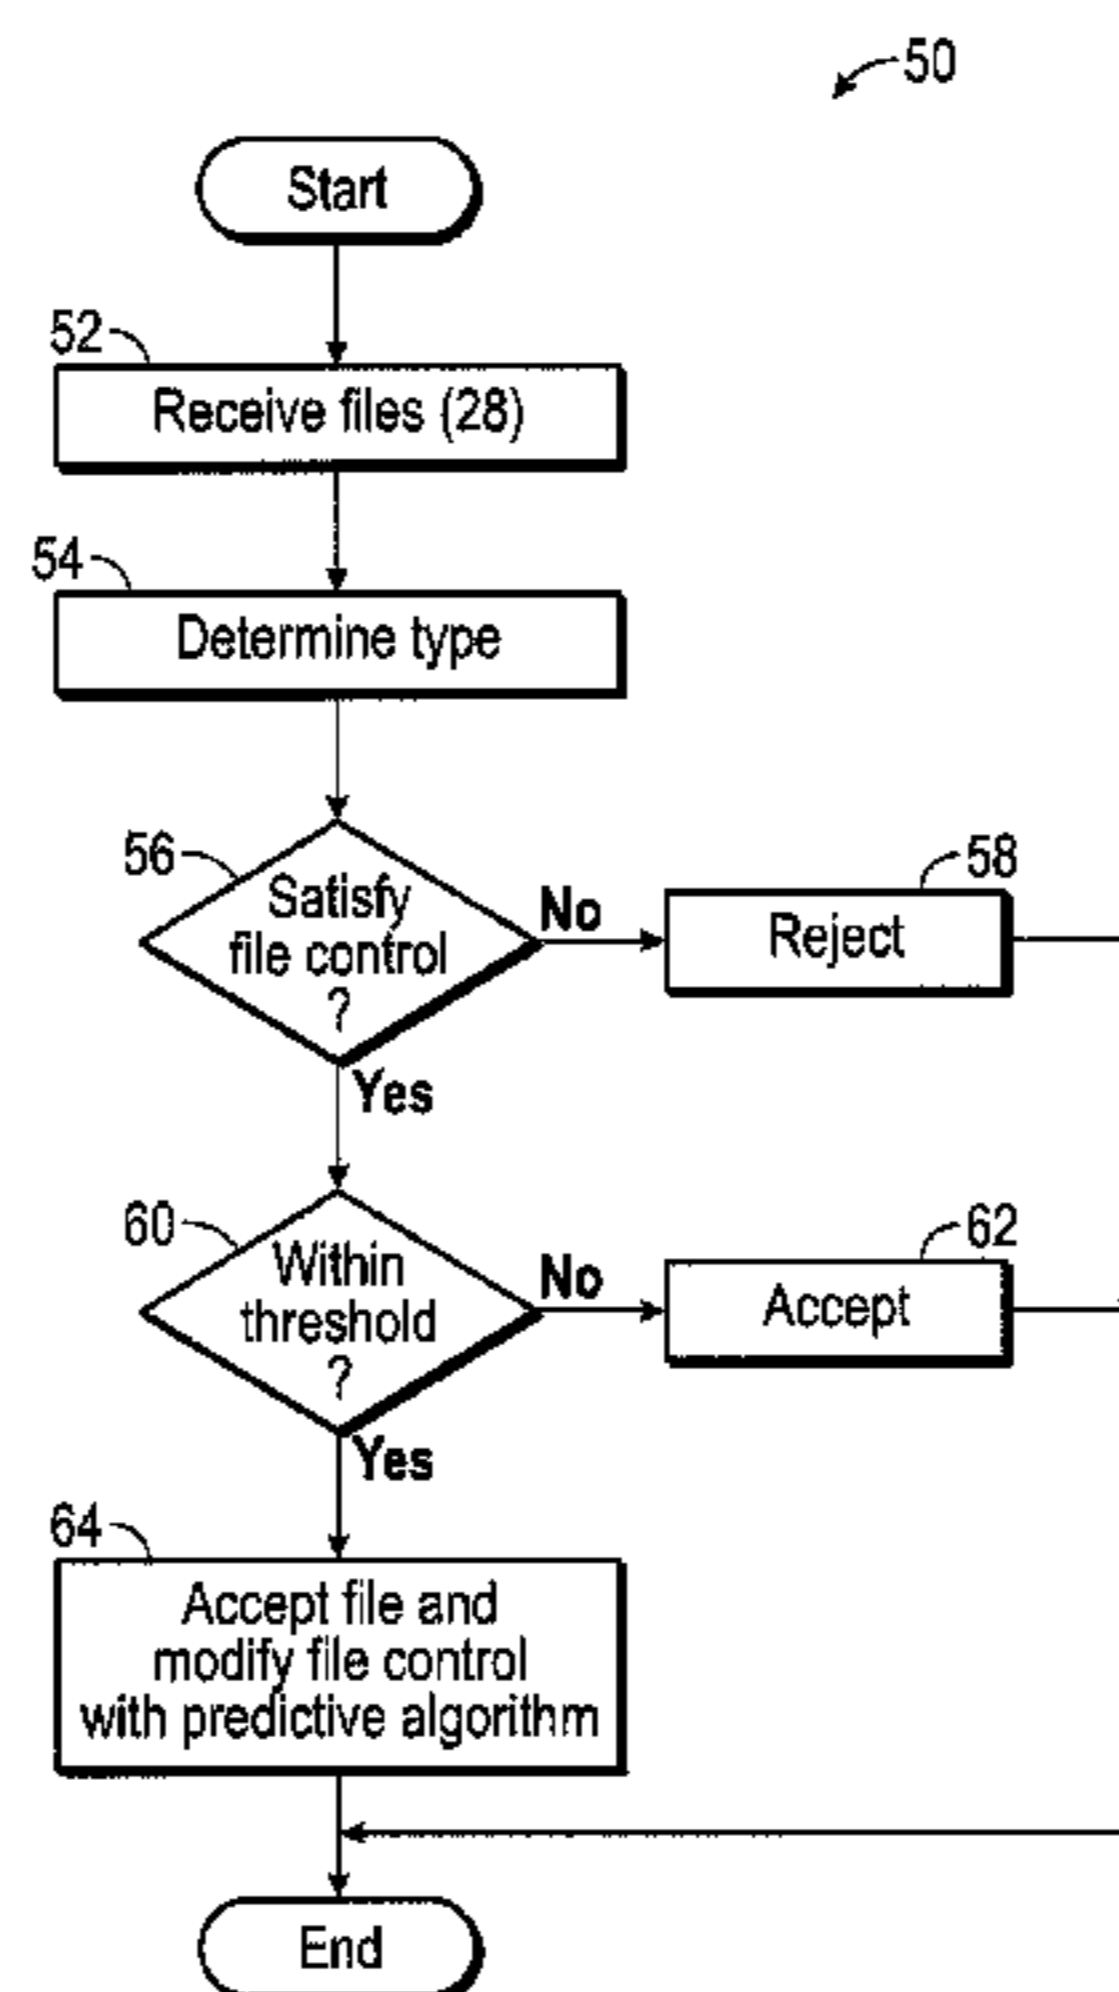 50
Start
52
Receive files (28)
54
Determine type
56
Satisfy
file control
?
No
58
Reject
Yes
60
Within
threshold
?
No
62
Accept
Yes
64
Accept file and
modify file control
with predictive algorithm
End